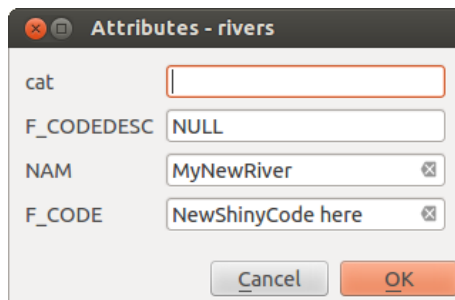 Attributes - rivers
cat
F_CODEDESC NULL
NAM MyNewRiver
F_CODE NewShinyCode here
Cancel OK